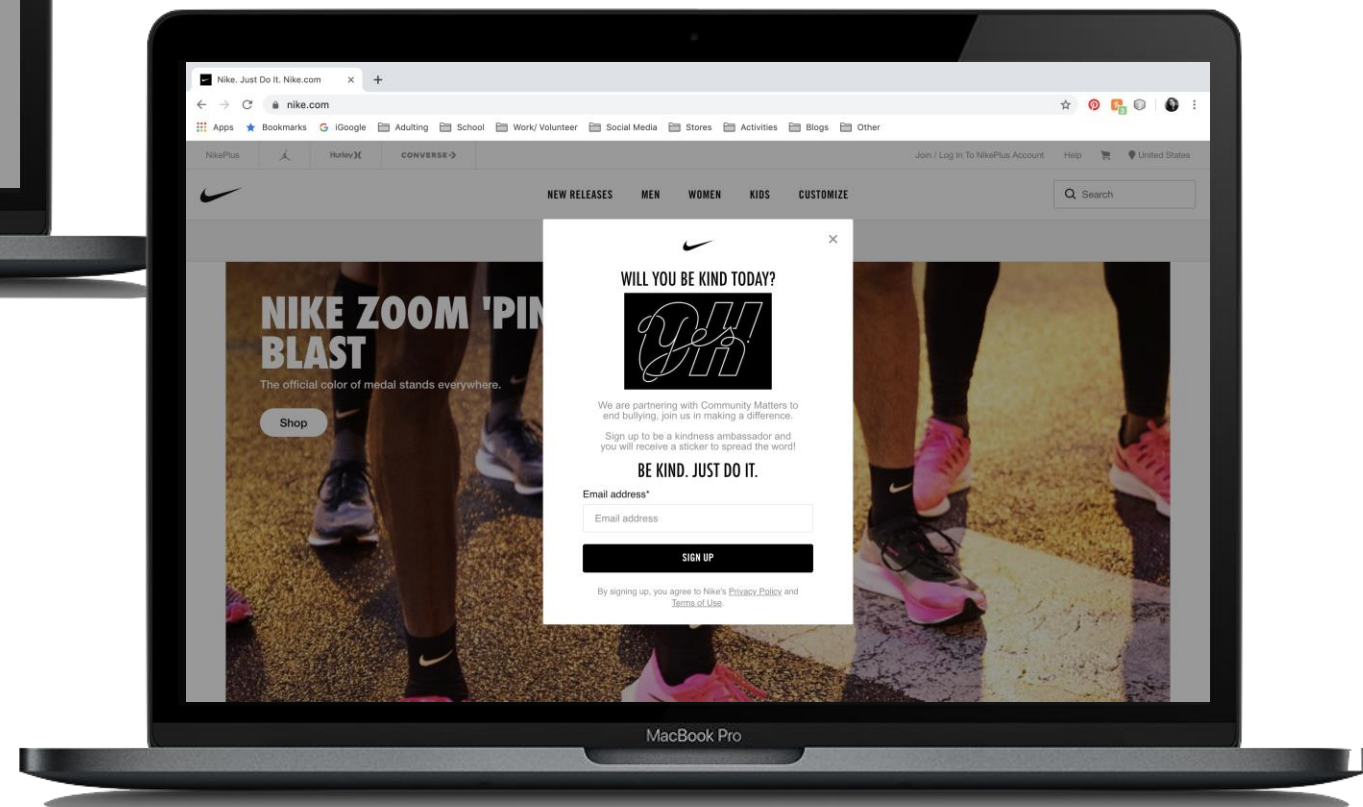 Nike. Just Do It. Nike.com
nike.com
Apps Bookmarks iGoogle Adulting School Work/ Volunteer Social Media Stores Activities Blogs Other
NikePlus Hurley CONVERSE Join / Log In To NikePlus Account Help United States
NEW RELEASES MEN WOMEN KIDS CUSTOMIZE Search
WILL YOU BE KIND TODAY?
OH Yes!
We are partnering with Community Matters to
end bullying, join us in making a difference.
Sign up to be a kindness ambassador and
you will receive a sticker to spread the word!
BE KIND. JUST DO IT.
Email address*
Email address
SIGN UP
By signing up, you agree to Nike's Privacy Policy and
Terms of Use.
NIKE ZOOM 'PIN
BLAST
The official color of medal stands everywhere.
Shop
MacBook Pro